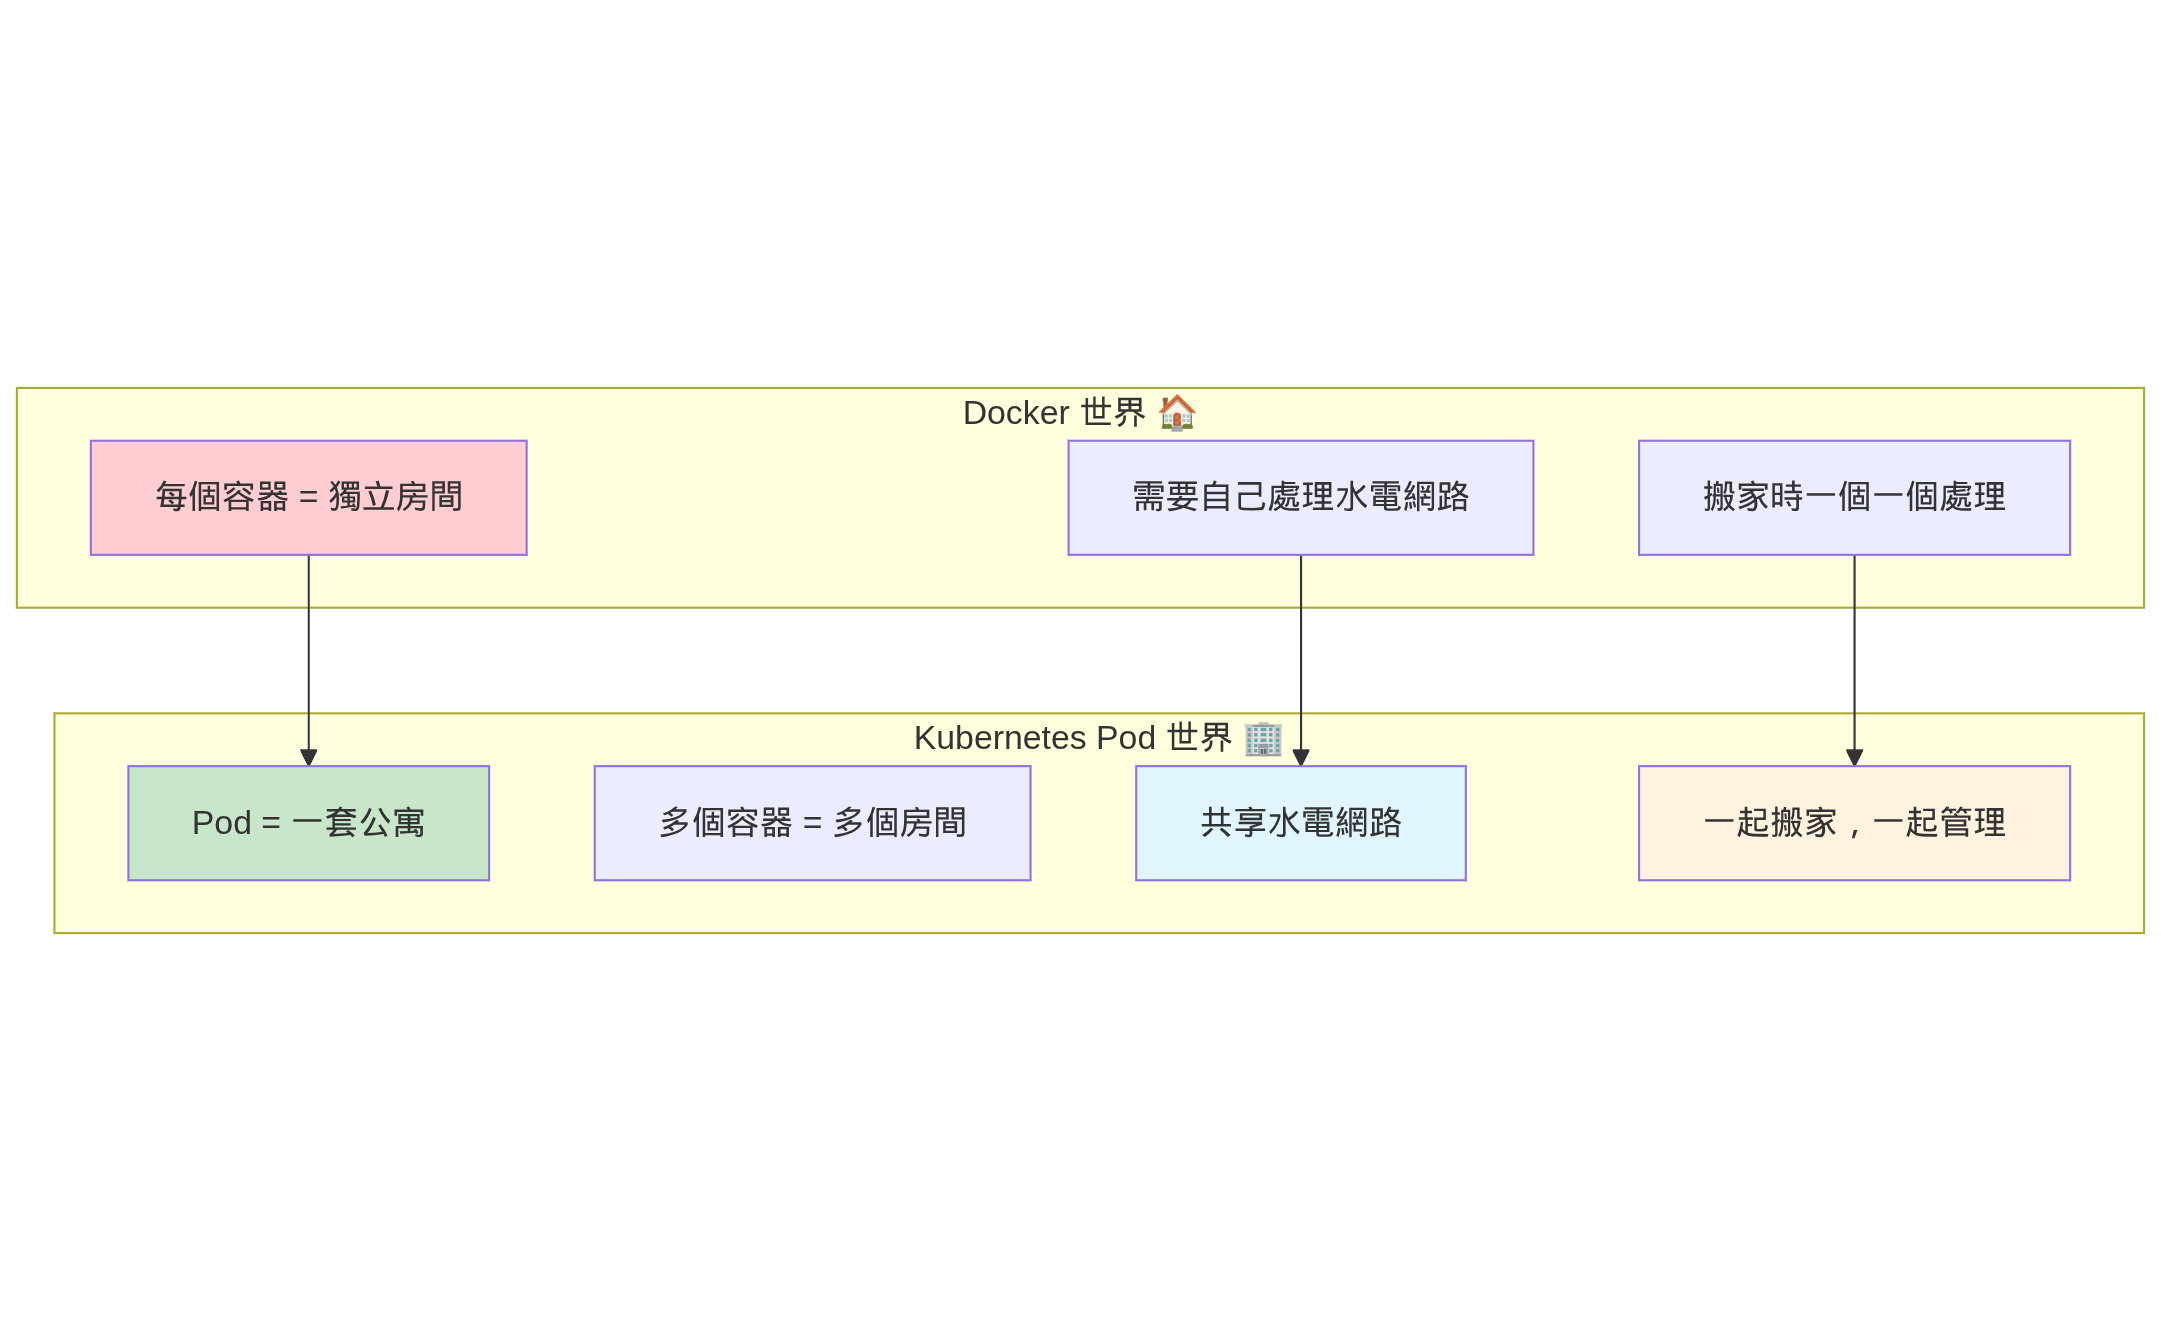 Docker 世界 🏠
每個容器 = 獨立房間
需要自己處理水電網路
搬家時一個一個處理
Kubernetes Pod 世界 🏢
Pod = 一套公寓
多個容器 = 多個房間
共享水電網路
一起搬家，一起管理